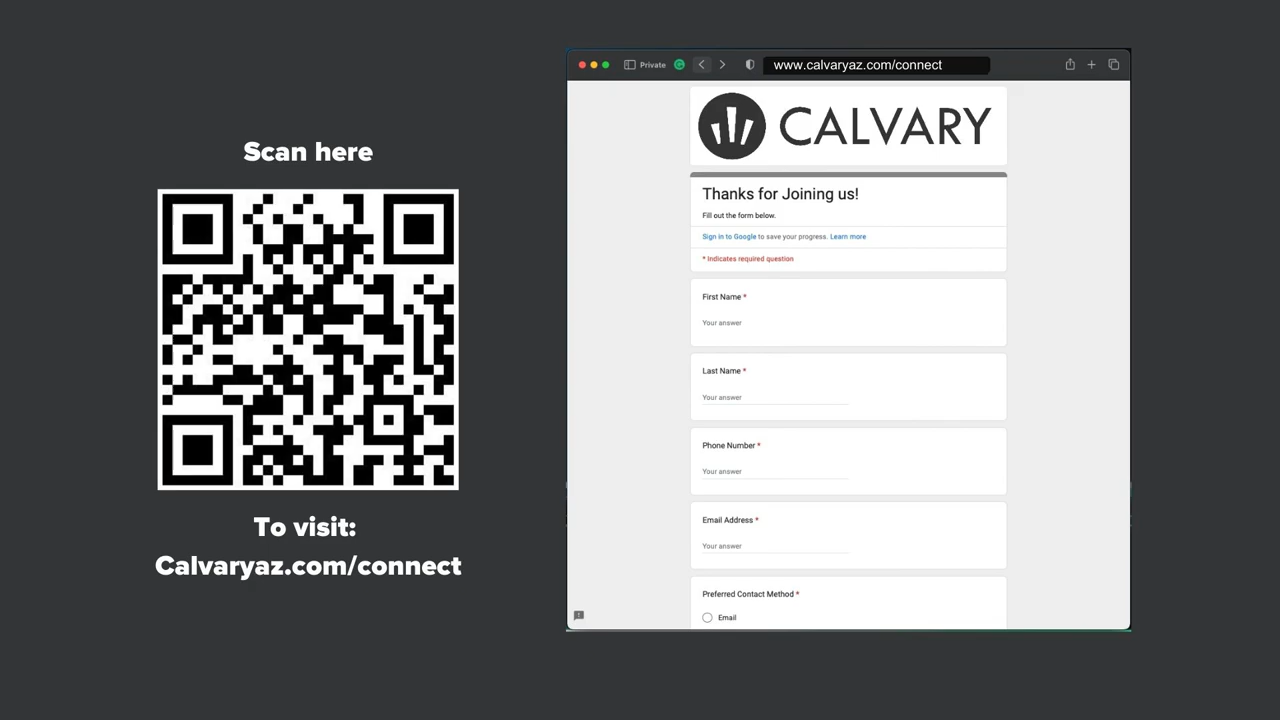 Scan here
To visit:
Calvaryaz.com/connect
Private
www.calvaryaz.com/connect
CALVARY
Thanks for Joining us!
Fill out the form below.
Sign in to Google to save your progress. Learn more
* Indicates required question
First Name *
Your answer
Last Name *
Your answer
Phone Number *
Your answer
Email Address *
Your answer
Preferred Contact Method *
Email